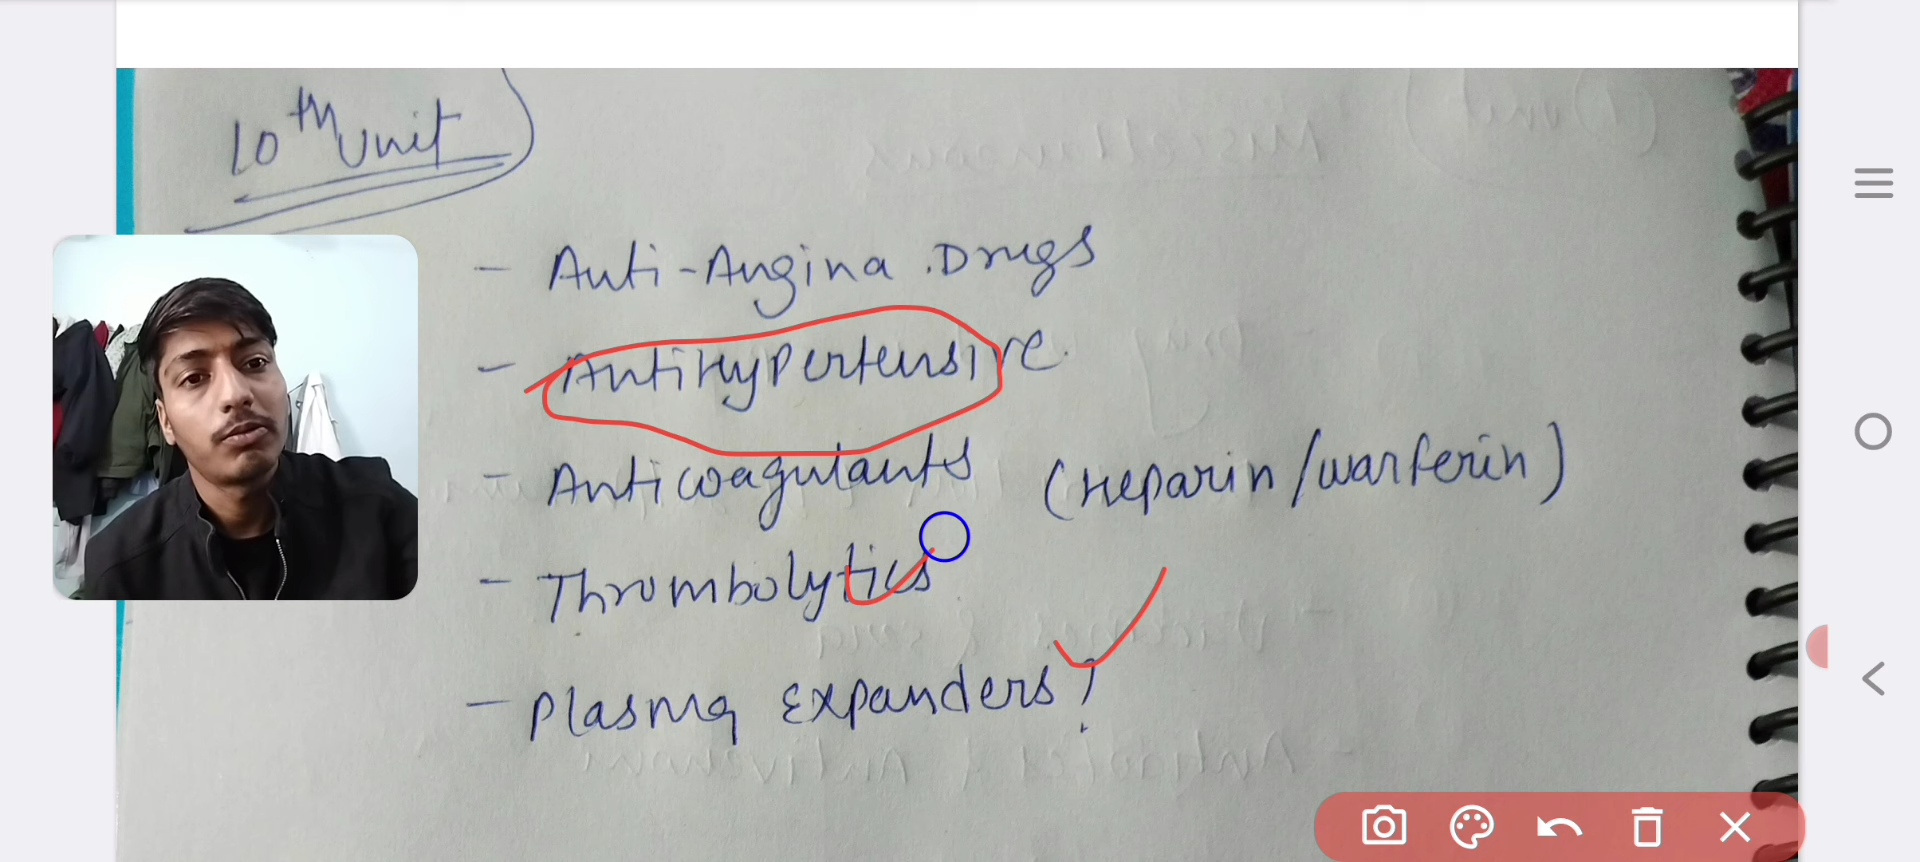 10th Unit
- Anti-Angina Drugs
- AntiHypertensive
- Anticoagulants (Heparin/warferin)
- Thrombolytics
- Plasma Expanders?